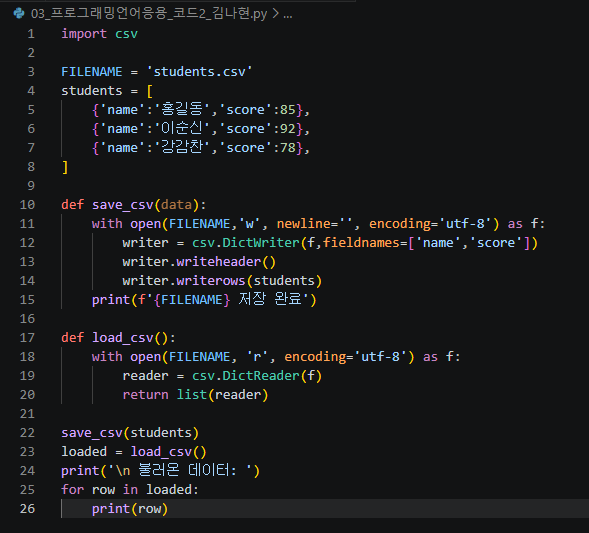 03_프로그래밍언어응용_코드2_김나현.py > ...
1 import csv
2
3 FILENAME = 'students.csv'
4 students = [
5     {'name':'홍길동','score':85},
6     {'name':'이순신','score':92},
7     {'name':'강감찬','score':78},
8 ]
9
10 def save_csv(data):
11     with open(FILENAME,'w', newline='', encoding='utf-8') as f:
12         writer = csv.DictWriter(f,fieldnames=['name','score'])
13         writer.writeheader()
14         writer.writerows(students)
15     print(f'{FILENAME} 저장 완료')
16
17 def load_csv():
18     with open(FILENAME, 'r', encoding='utf-8') as f:
19         reader = csv.DictReader(f)
20         return list(reader)
21
22 save_csv(students)
23 loaded = load_csv()
24 print('\n 불러온 데이터: ')
25 for row in loaded:
26     print(row)